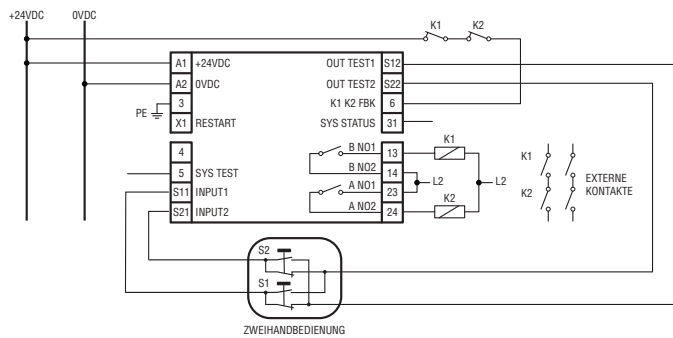 +24VDC
0VDC
K1
K2
A1
+24VDC
OUT TEST1
S12
A2
0VDC
OUT TEST2
S22
PE
3
K1 K2 FBK
6
X1
RESTART
SYS STATUS
31
4
B NO1
13
K1
5
SYS TEST
B NO2
14
L2
L2
S11
INPUT1
A NO1
23
S21
INPUT2
A NO2
24
K2
K1
K2
EXTERNE
KONTAKTE
S2
S1
ZWEIHANDBEDIENUNG